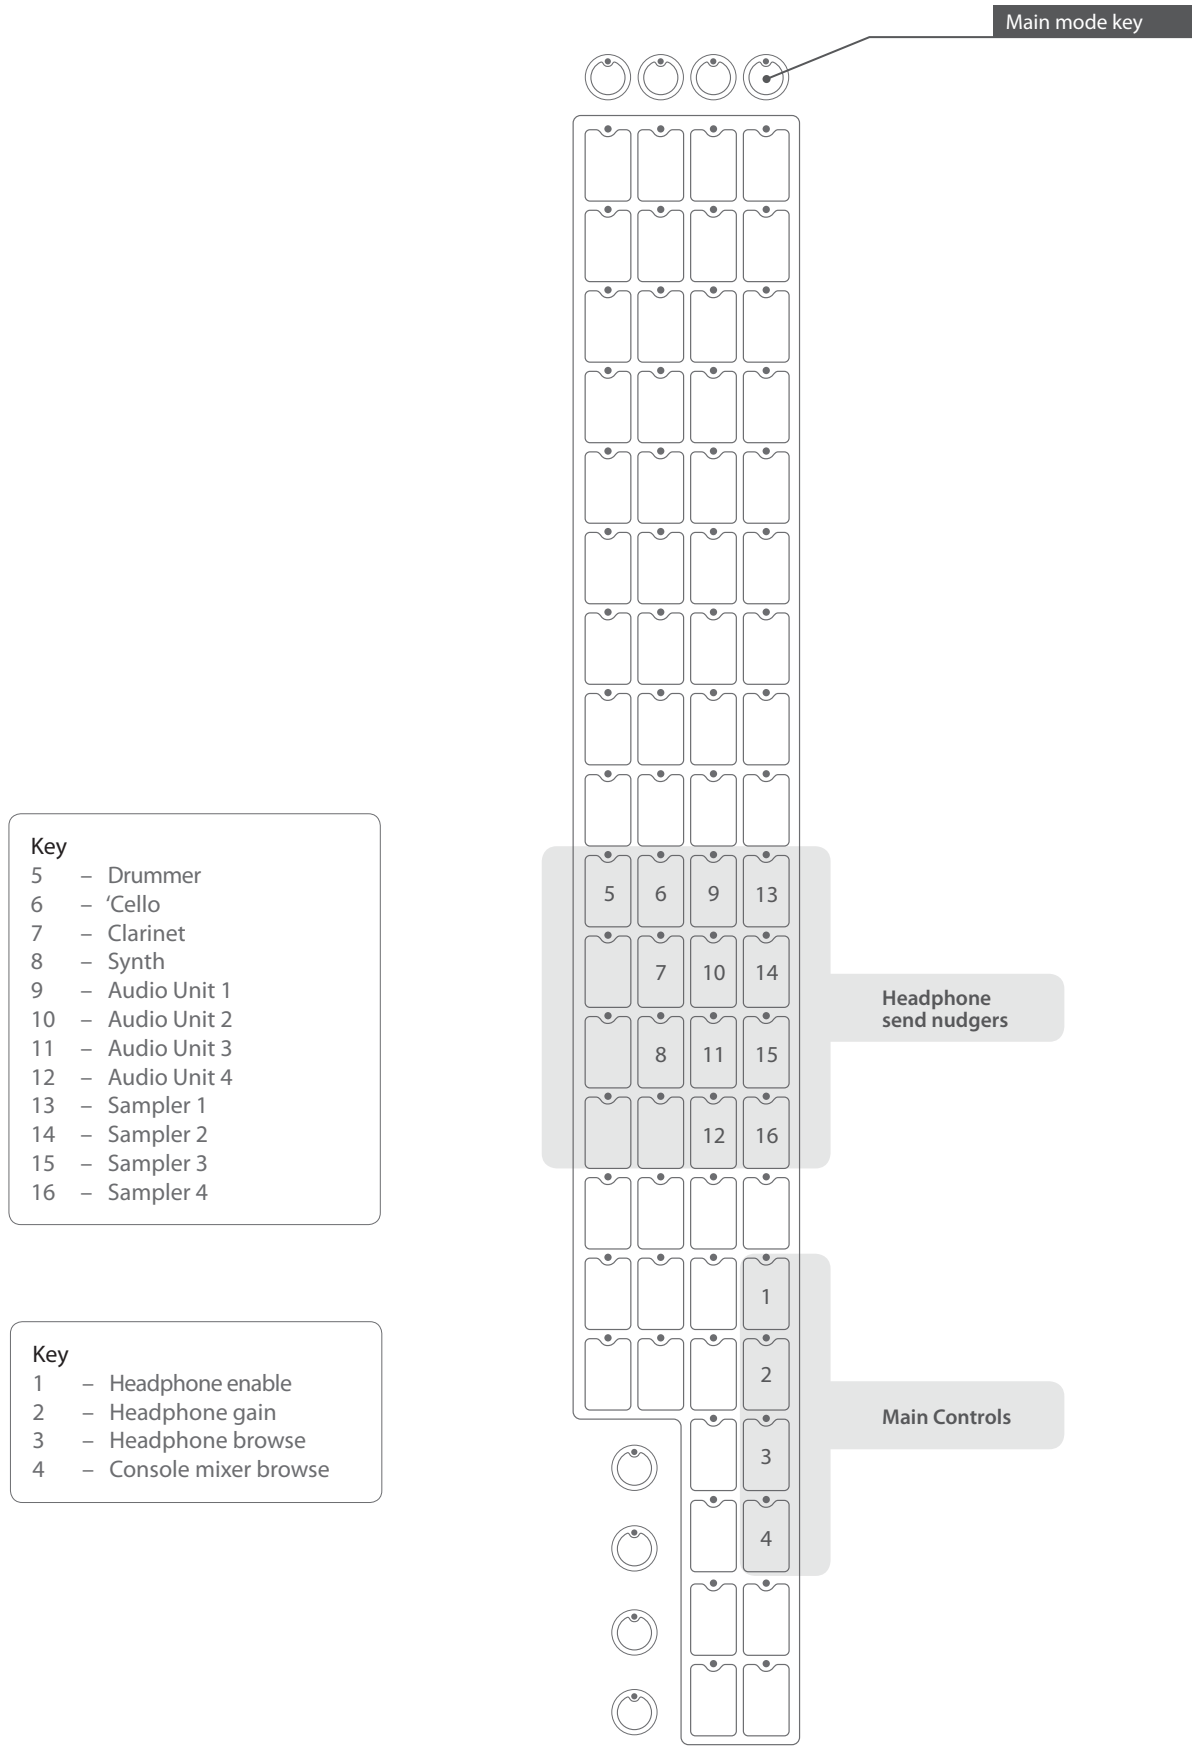 Main mode key
Key
5 – Drummer
6 – ‘Cello
7 – Clarinet
8 – Synth
9 – Audio Unit 1
10 – Audio Unit 2
11 – Audio Unit 3
12 – Audio Unit 4
13 – Sampler 1
14 – Sampler 2
15 – Sampler 3
16 – Sampler 4
5 6 9 13
7 10 14
8 11 15
12 16
Headphone
send nudgers
Key
1 – Headphone enable
2 – Headphone gain
3 – Headphone browse
4 – Console mixer browse
1
2
3
4
Main Controls